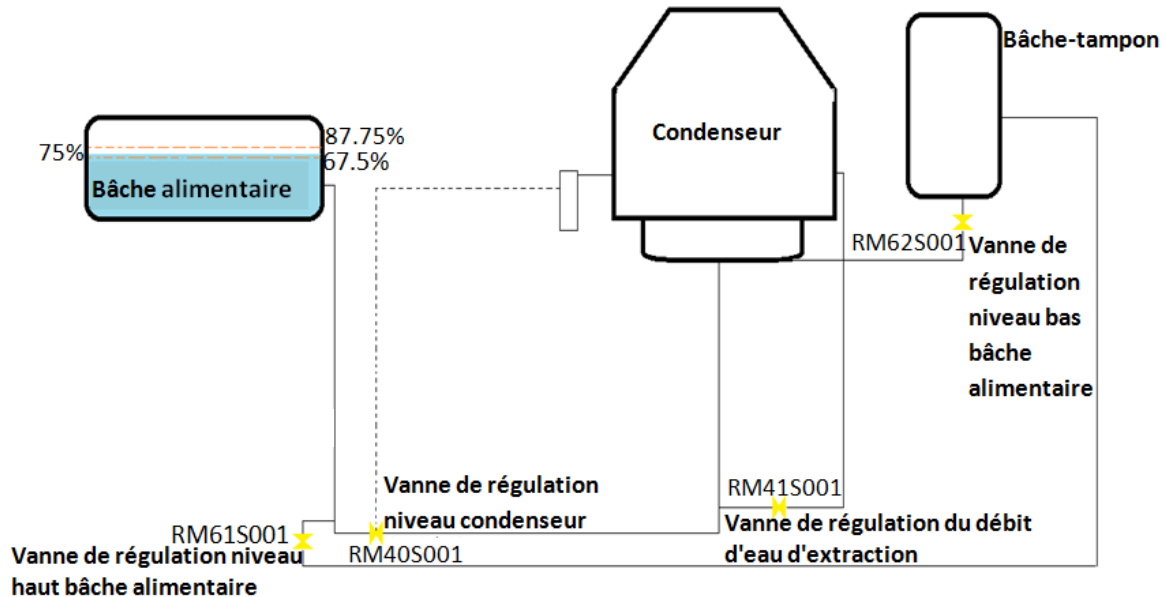 Bâche-tampon
Condenseur
87.75%
75%
67.5%
Bâche alimentaire
RM62S001
Vanne de
régulation
niveau bas
bâche
alimentaire
Vanne de régulation
niveau condenseur
RM41S001
Vanne de régulation du débit
d'eau d'extraction
RM61S001
RM40S001
Vanne de régulation niveau
haut bâche alimentaire